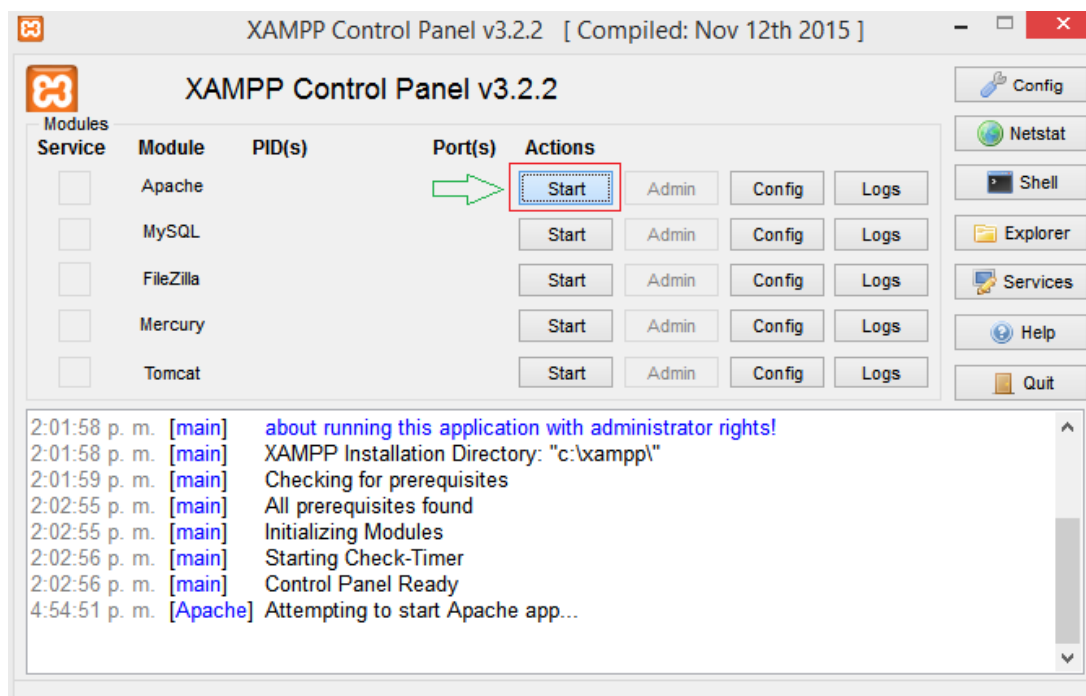 XAMPP Control Panel v3.2.2 [ Compiled: Nov 12th 2015 ]
XAMPP Control Panel v3.2.2
Config
Modules
Netstat
Service Module PID(s) Port(s) Actions
Apache Start Admin Config Logs
Shell
MySQL Start Admin Config Logs
Explorer
FileZilla Start Admin Config Logs
Services
Mercury Start Admin Config Logs
Help
Tomcat Start Admin Config Logs
Quit
2:01:58 p. m. [main] about running this application with administrator rights!
2:01:58 p. m. [main] XAMPP Installation Directory: "c:\xampp\"
2:01:59 p. m. [main] Checking for prerequisites
2:02:55 p. m. [main] All prerequisites found
2:02:55 p. m. [main] Initializing Modules
2:02:56 p. m. [main] Starting Check-Timer
2:02:56 p. m. [main] Control Panel Ready
4:54:51 p. m. [Apache] Attempting to start Apache app...